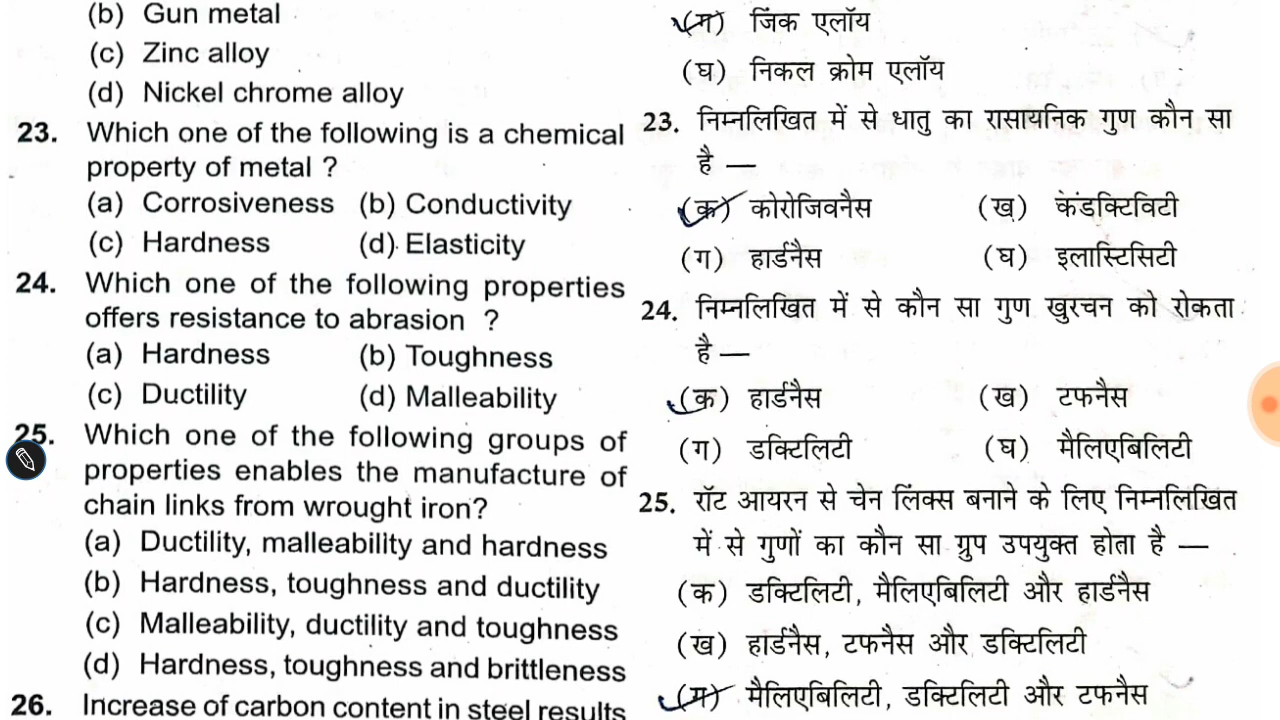 (b) Gun metal
(c) Zinc alloy
(d) Nickel chrome alloy
23. Which one of the following is a chemical
property of metal ?
(a) Corrosiveness (b) Conductivity
(c) Hardness (d) Elasticity
24. Which one of the following properties
offers resistance to abrasion ?
(a) Hardness (b) Toughness
(c) Ductility (d) Malleability
25. Which one of the following groups of
properties enables the manufacture of
chain links from wrought iron?
(a) Ductility, malleability and hardness
(b) Hardness, toughness and ductility
(c) Malleability, ductility and toughness
(d) Hardness, toughness and brittleness
26. Increase of carbon content in steel results
(ग) जिंक एलॉय
(घ) निकल क्रोम एलॉय
23. निम्नलिखित में से धातु का रासायनिक गुण कौन सा
है —
(क) कोरोजिवनैस (ख) केंडक्टिविटी
(ग) हार्डनैस (घ) इलास्टिसिटी
24. निम्नलिखित में से कौन सा गुण खुरचन को रोकता
है —
(क) हार्डनैस (ख) टफनैस
(ग) डक्टिलिटी (घ) मैलिएबिलिटी
25. रॉट आयरन से चेन लिंक्स बनाने के लिए निम्नलिखित
में से गुणों का कौन सा ग्रुप उपयुक्त होता है —
(क) डक्टिलिटी, मैलिएबिलिटी और हार्डनैस
(ख) हार्डनैस, टफनैस और डक्टिलिटी
(ग) मैलिएबिलिटी, डक्टिलिटी और टफनैस